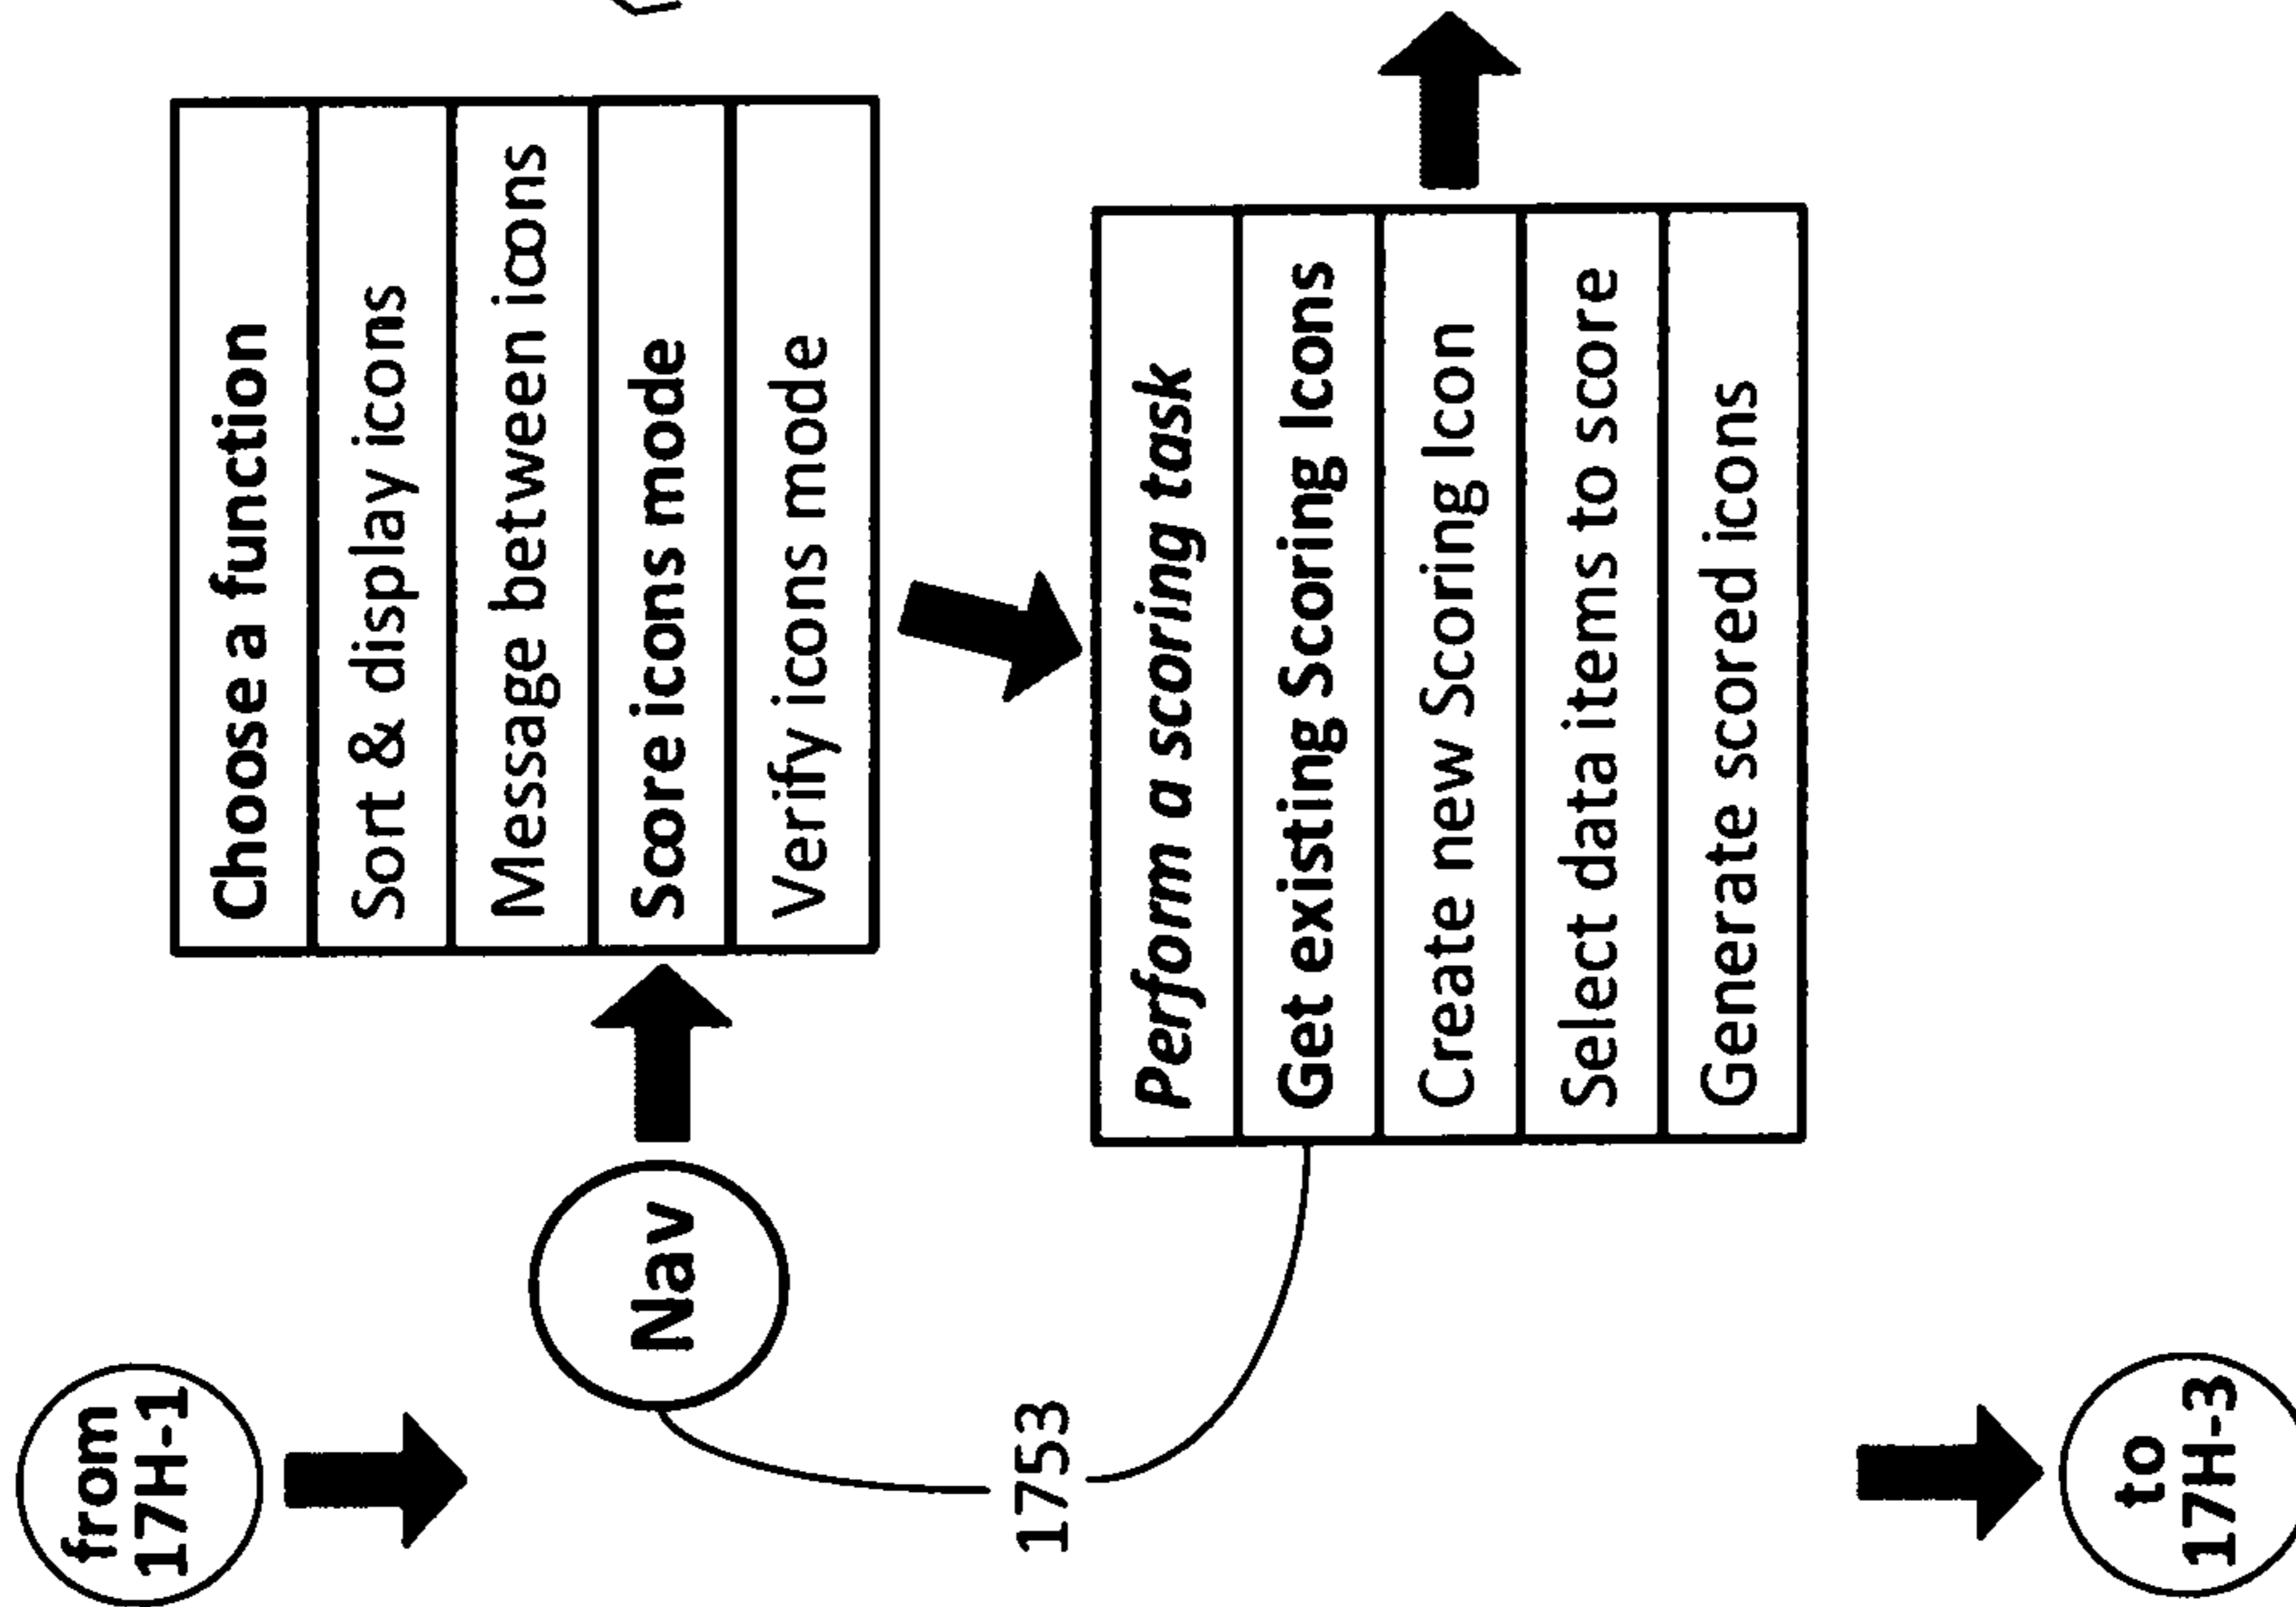 from
17H-1
Nav
Choose a function
Sort & display icons
Message between icons
Score icons mode
Verify icons mode
1753
Perform a scoring task
Get existing Scoring Icons
Create new Scoring Icon
Select data items to score
Generate scored icons
to
17H-3